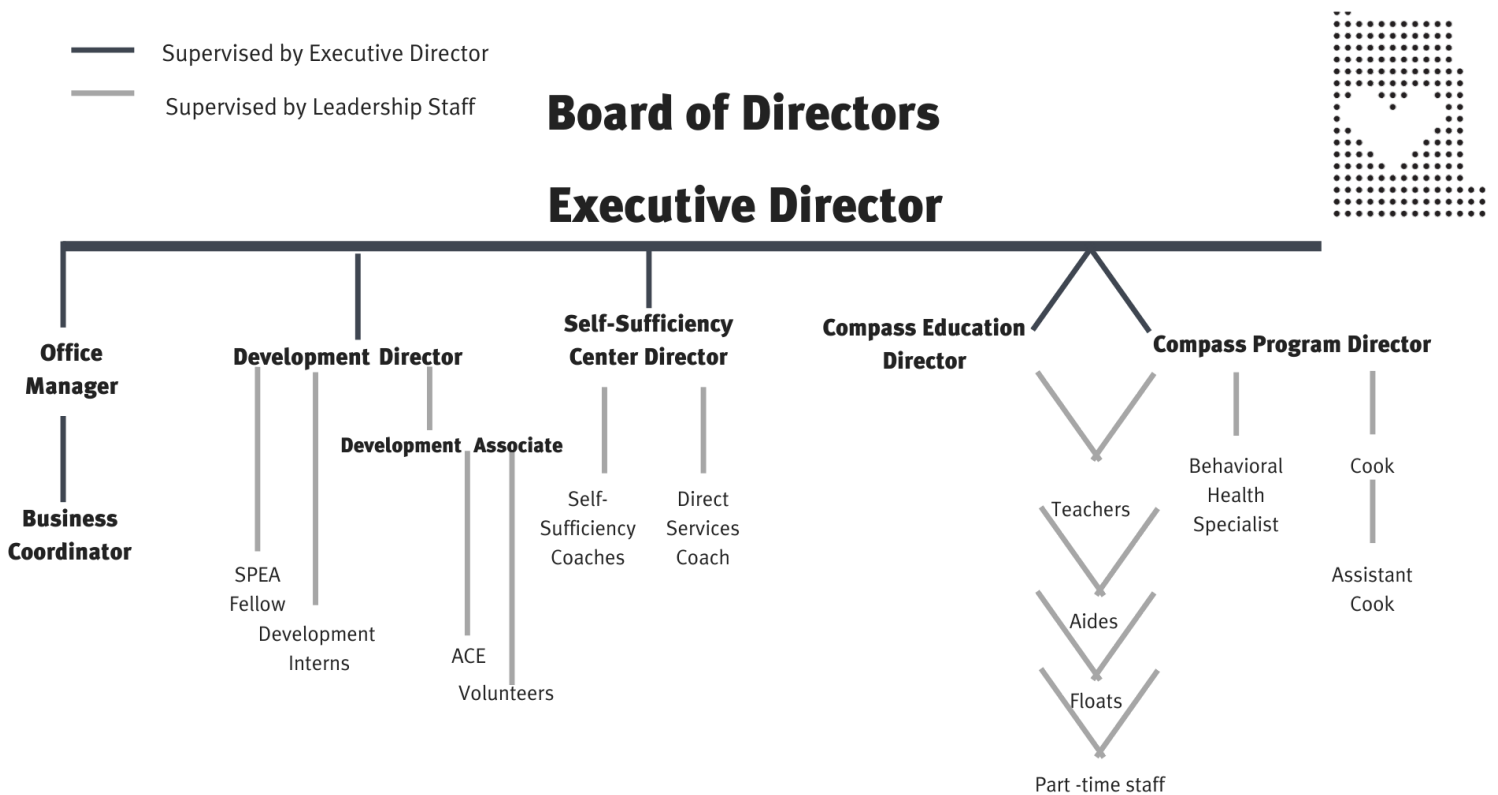 Supervised by Executive Director
Supervised by Leadership Staff
Board of Directors
Executive Director
Office
Manager
Business
Coordinator
Development Director
Development Associate
SPEA
Fellow
Development
Interns
ACE
Volunteers
Self-Sufficiency
Center Director
Self-
Sufficiency
Coaches
Direct
Services
Coach
Compass Education
Director
Compass Program Director
Teachers
Aides
Floats
Part -time staff
Behavioral
Health
Specialist
Cook
Assistant
Cook